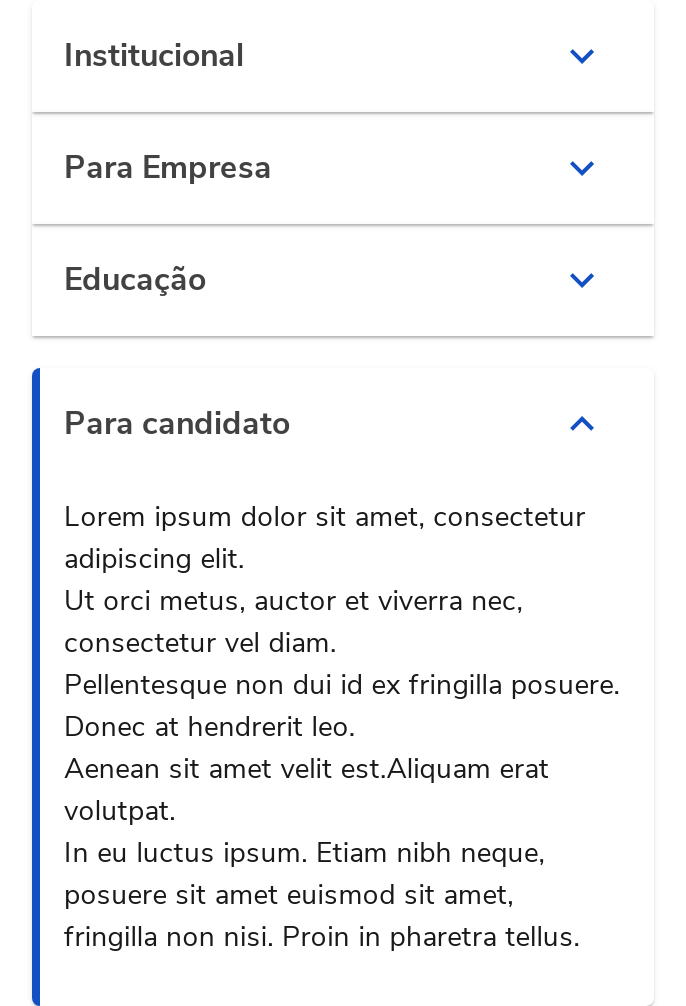 Institucional
Para Empresa
Educação
Para candidato
Lorem ipsum dolor sit amet, consectetur
adipiscing elit.
Ut orci metus, auctor et viverra nec,
consectetur vel diam.
Pellentesque non dui id ex fringilla posuere.
Donec at hendrerit leo.
Aenean sit amet velit est.Aliquam erat
volutpat.
In eu luctus ipsum. Etiam nibh neque,
posuere sit amet euismod sit amet,
fringilla non nisi. Proin in pharetra tellus.